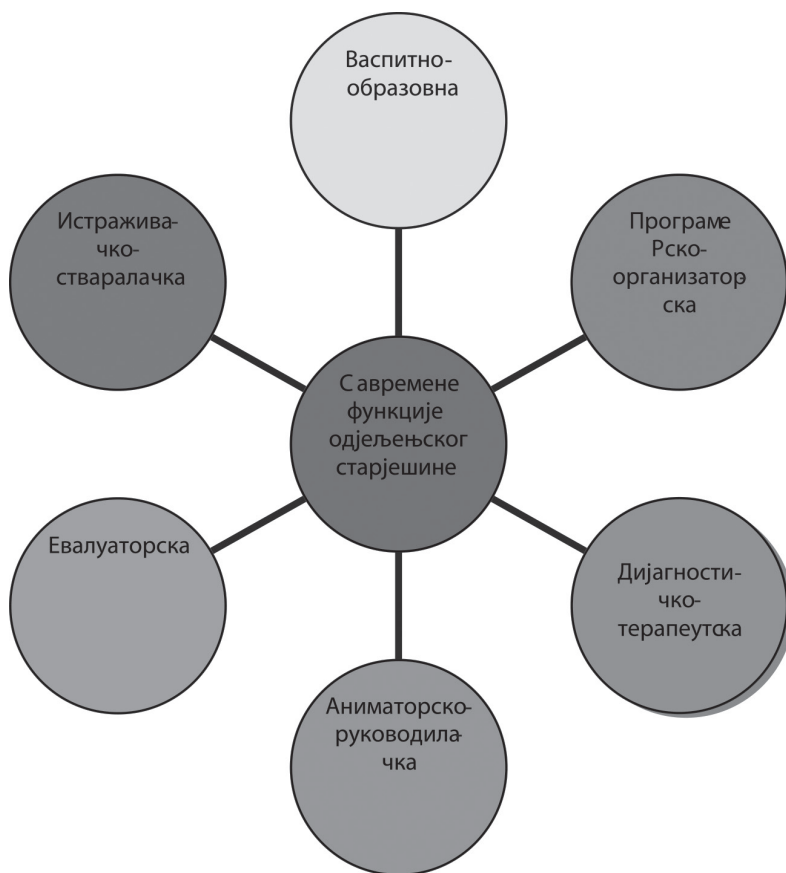 Васпитно-
образовна
Истражива-
чко-
стваралачка
Програме
Рско-
организатор-
ска
Савремене
функције
одјељењског
старјешине
Евалуаторска
Дијагности-
чко-
терапеутска
Аниматорско-
руководила-
чка